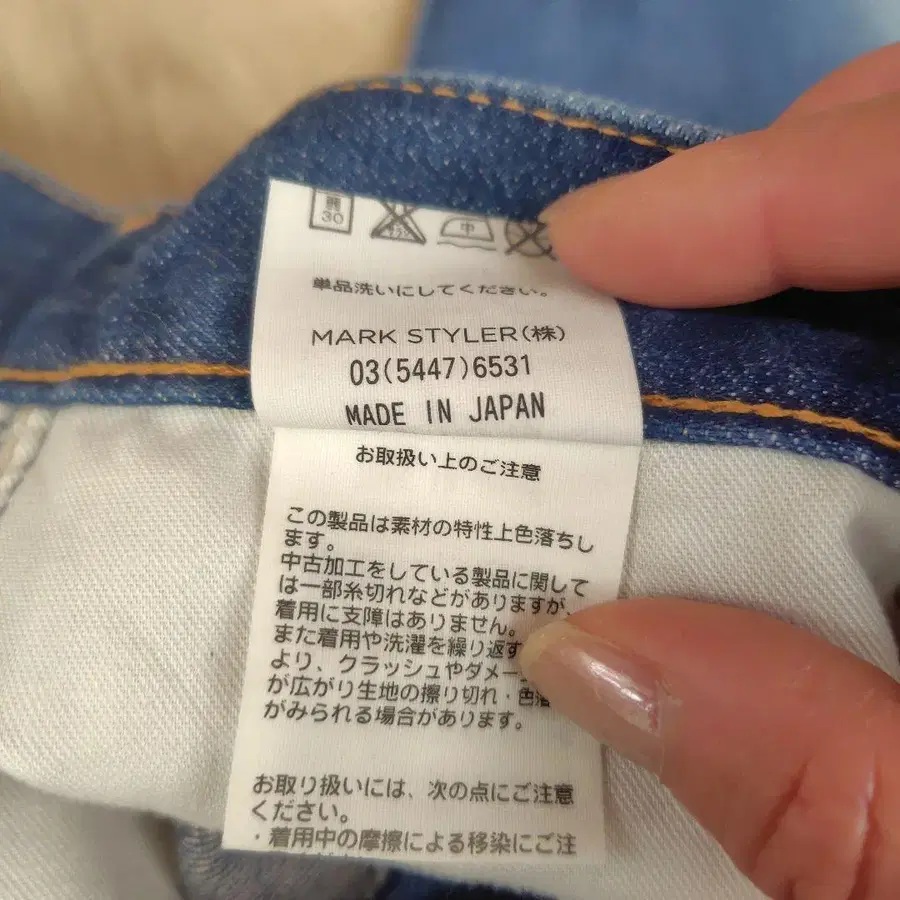 30
中
単品洗いにしてください。
MARK STYLER(株)
03(5447)6531
MADE IN JAPAN
お取扱い上のご注意
この製品は素材の特性上色落ちし
ます。
中古加工をしている製品に関して
は一部糸切れなどがありますが、
着用に支障はありません。
また着用や洗濯を繰り返す
より、クラッシュやダメー
が広がり生地の擦り切れ・色落
がみられる場合があります。
お取り扱いには、次の点にご注意
ください。
・着用中の摩擦による移染にご注